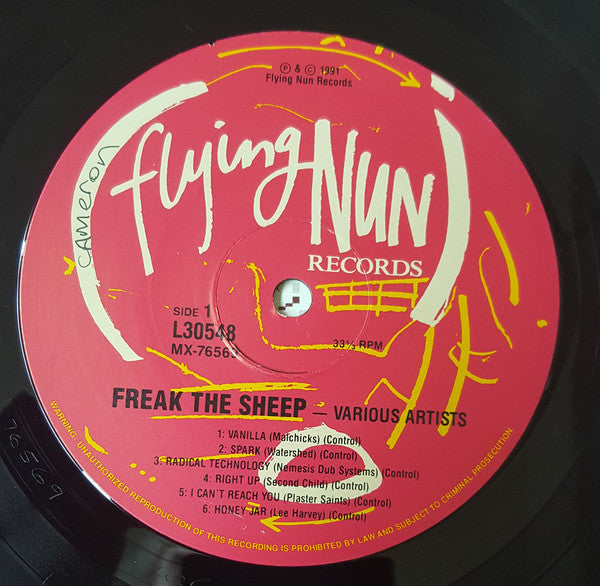 ℗ & © 1991
Flying Nun Records
cameron
flying NUN
RECORDS
SIDE 1
L30548
MX-76569
33⅓ RPM
FREAK THE SHEEP – VARIOUS ARTISTS
1: VANILLA (Malchicks) (Control)
2: SPARK (Watershed) (Control)
3: RADICAL TECHNOLOGY (Nemesis Dub Systems) (Control)
4: RIGHT UP (Second Child) (Control)
5: I CAN'T REACH YOU (Plaster Saints) (Control)
6: HONEY JAR (Lee Harvey) (Control)
WARNING: UNAUTHORIZED REPRODUCTION OF THIS RECORDING IS PROHIBITED BY LAW AND SUBJECT TO CRIMINAL PROSECUTION.
76569